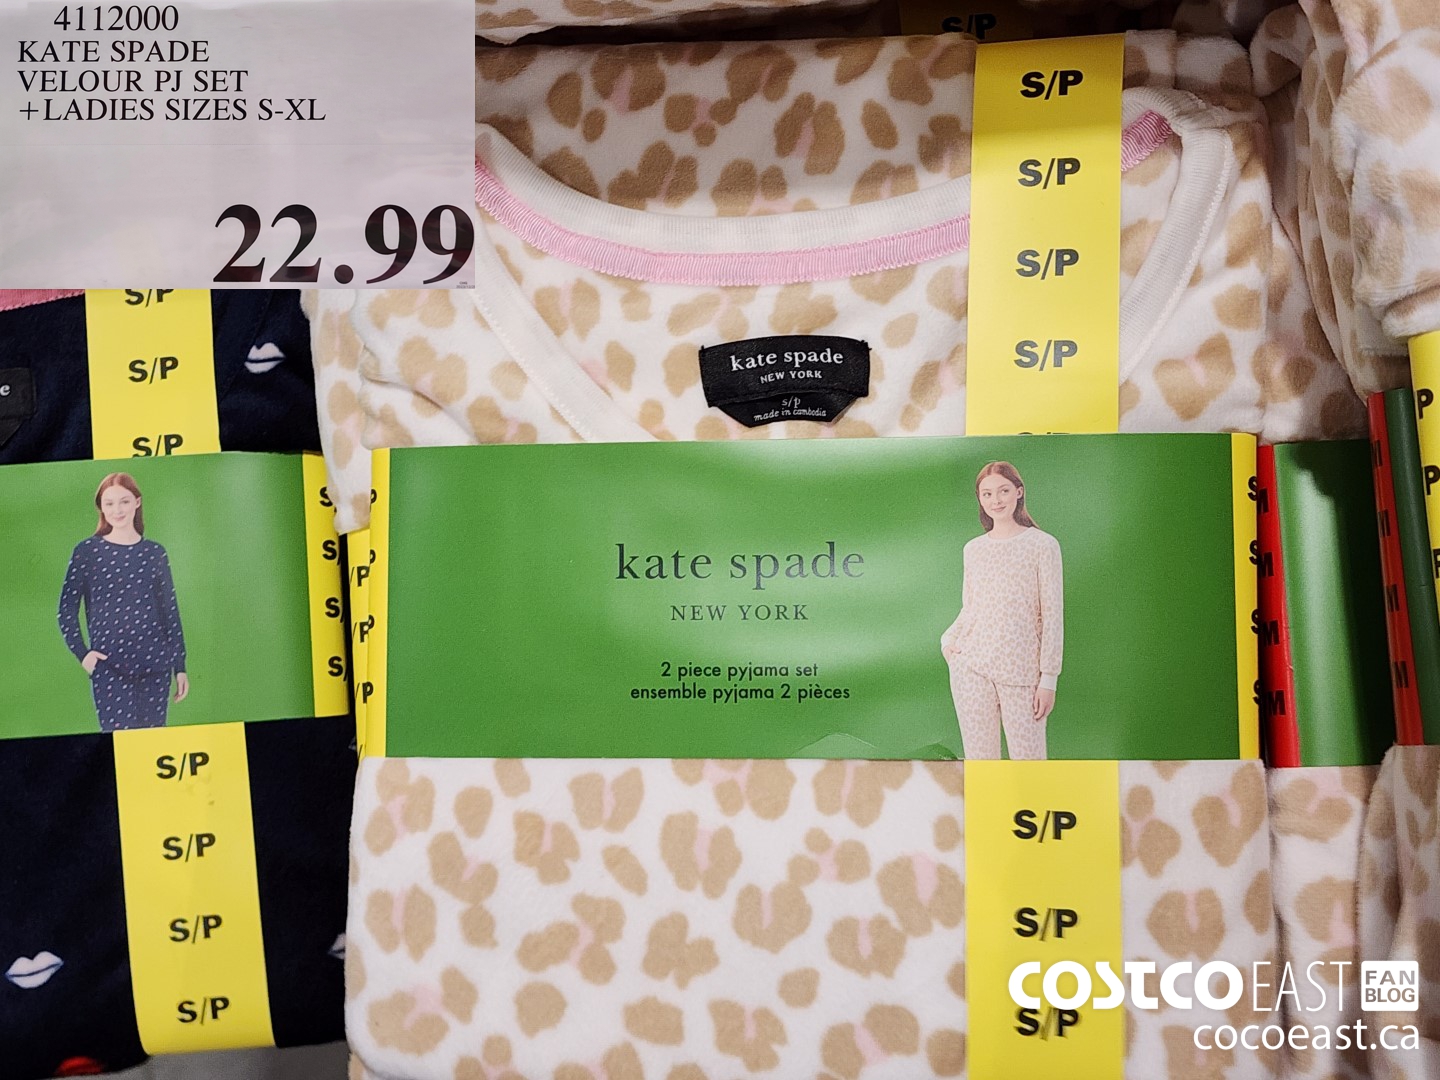 4112000
KATE SPADE
VELOUR PJ SET
+LADIES SIZES S-XL
22.99
S/P
S/P
S/P
S/P
S/P
kate spade
NEW YORK
s/p
made in cambodia
S/P
S/P
S/P
kate spade
NEW YORK
2 piece pyjama set
ensemble pyjama 2 pièces
M
M
M
M
M
M
M
M
S/P
S/P
S/P
S/P
S/P
S/P
S/P
COSTCO EAST FAN BLOG
cocoeast.ca